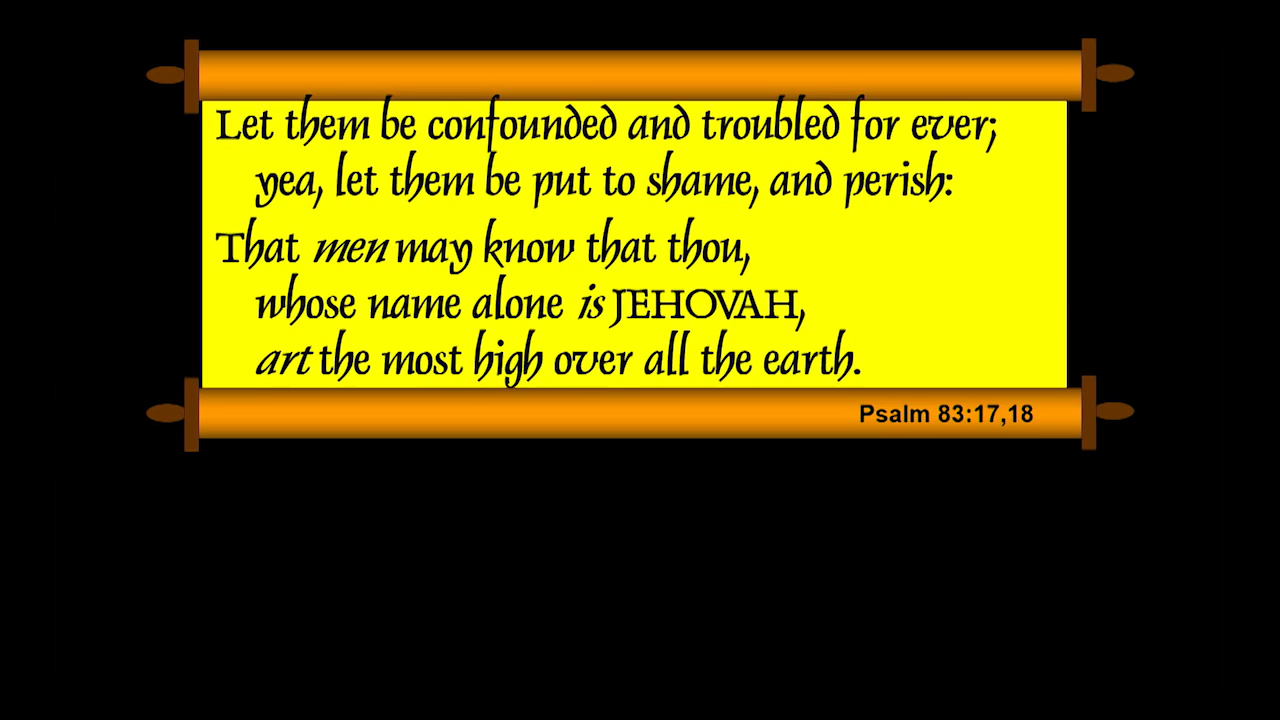 Let them be confounded and troubled for ever;
yea, let them be put to shame, and perish:
That men may know that thou,
whose name alone is JEHOVAH,
art the most high over all the earth.
Psalm 83:17,18